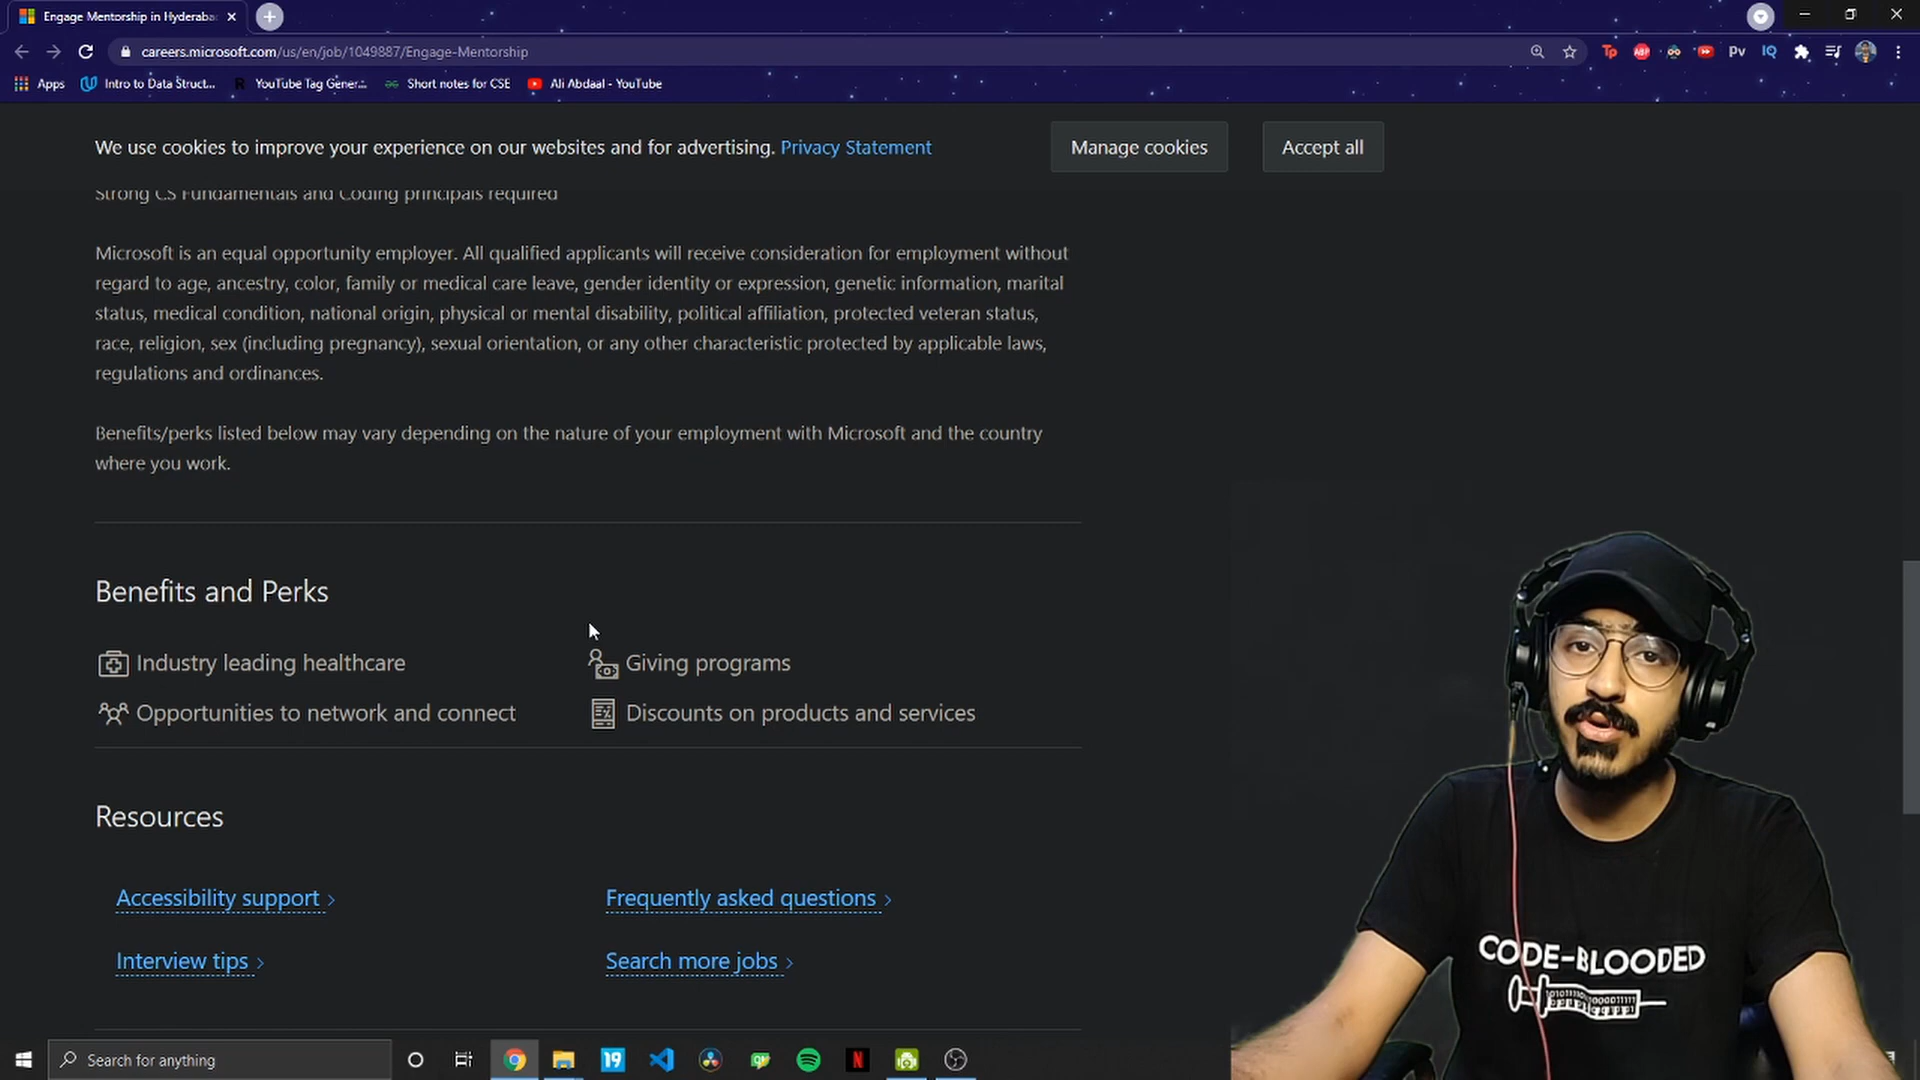 Engage Mentorship in Hyderaba
careers.microsoft.com/us/en/job/1049887/Engage-Mentorship
Tp ABP Pv IQ
Apps Intro to Data Struct... R YouTube Tag Gener... Short notes for CSE Ali Abdaal - YouTube
We use cookies to improve your experience on our websites and for advertising. Privacy Statement Manage cookies Accept all
Strong CS Fundamentals and Coding principals required
Microsoft is an equal opportunity employer. All qualified applicants will receive consideration for employment without
regard to age, ancestry, color, family or medical care leave, gender identity or expression, genetic information, marital
status, medical condition, national origin, physical or mental disability, political affiliation, protected veteran status,
race, religion, sex (including pregnancy), sexual orientation, or any other characteristic protected by applicable laws,
regulations and ordinances.
Benefits/perks listed below may vary depending on the nature of your employment with Microsoft and the country
where you work.
Benefits and Perks
Industry leading healthcare Giving programs
Opportunities to network and connect Discounts on products and services
Resources
Accessibility support > Frequently asked questions >
Interview tips > Search more jobs >
CODE-BLOODED
Search for anything 19 N